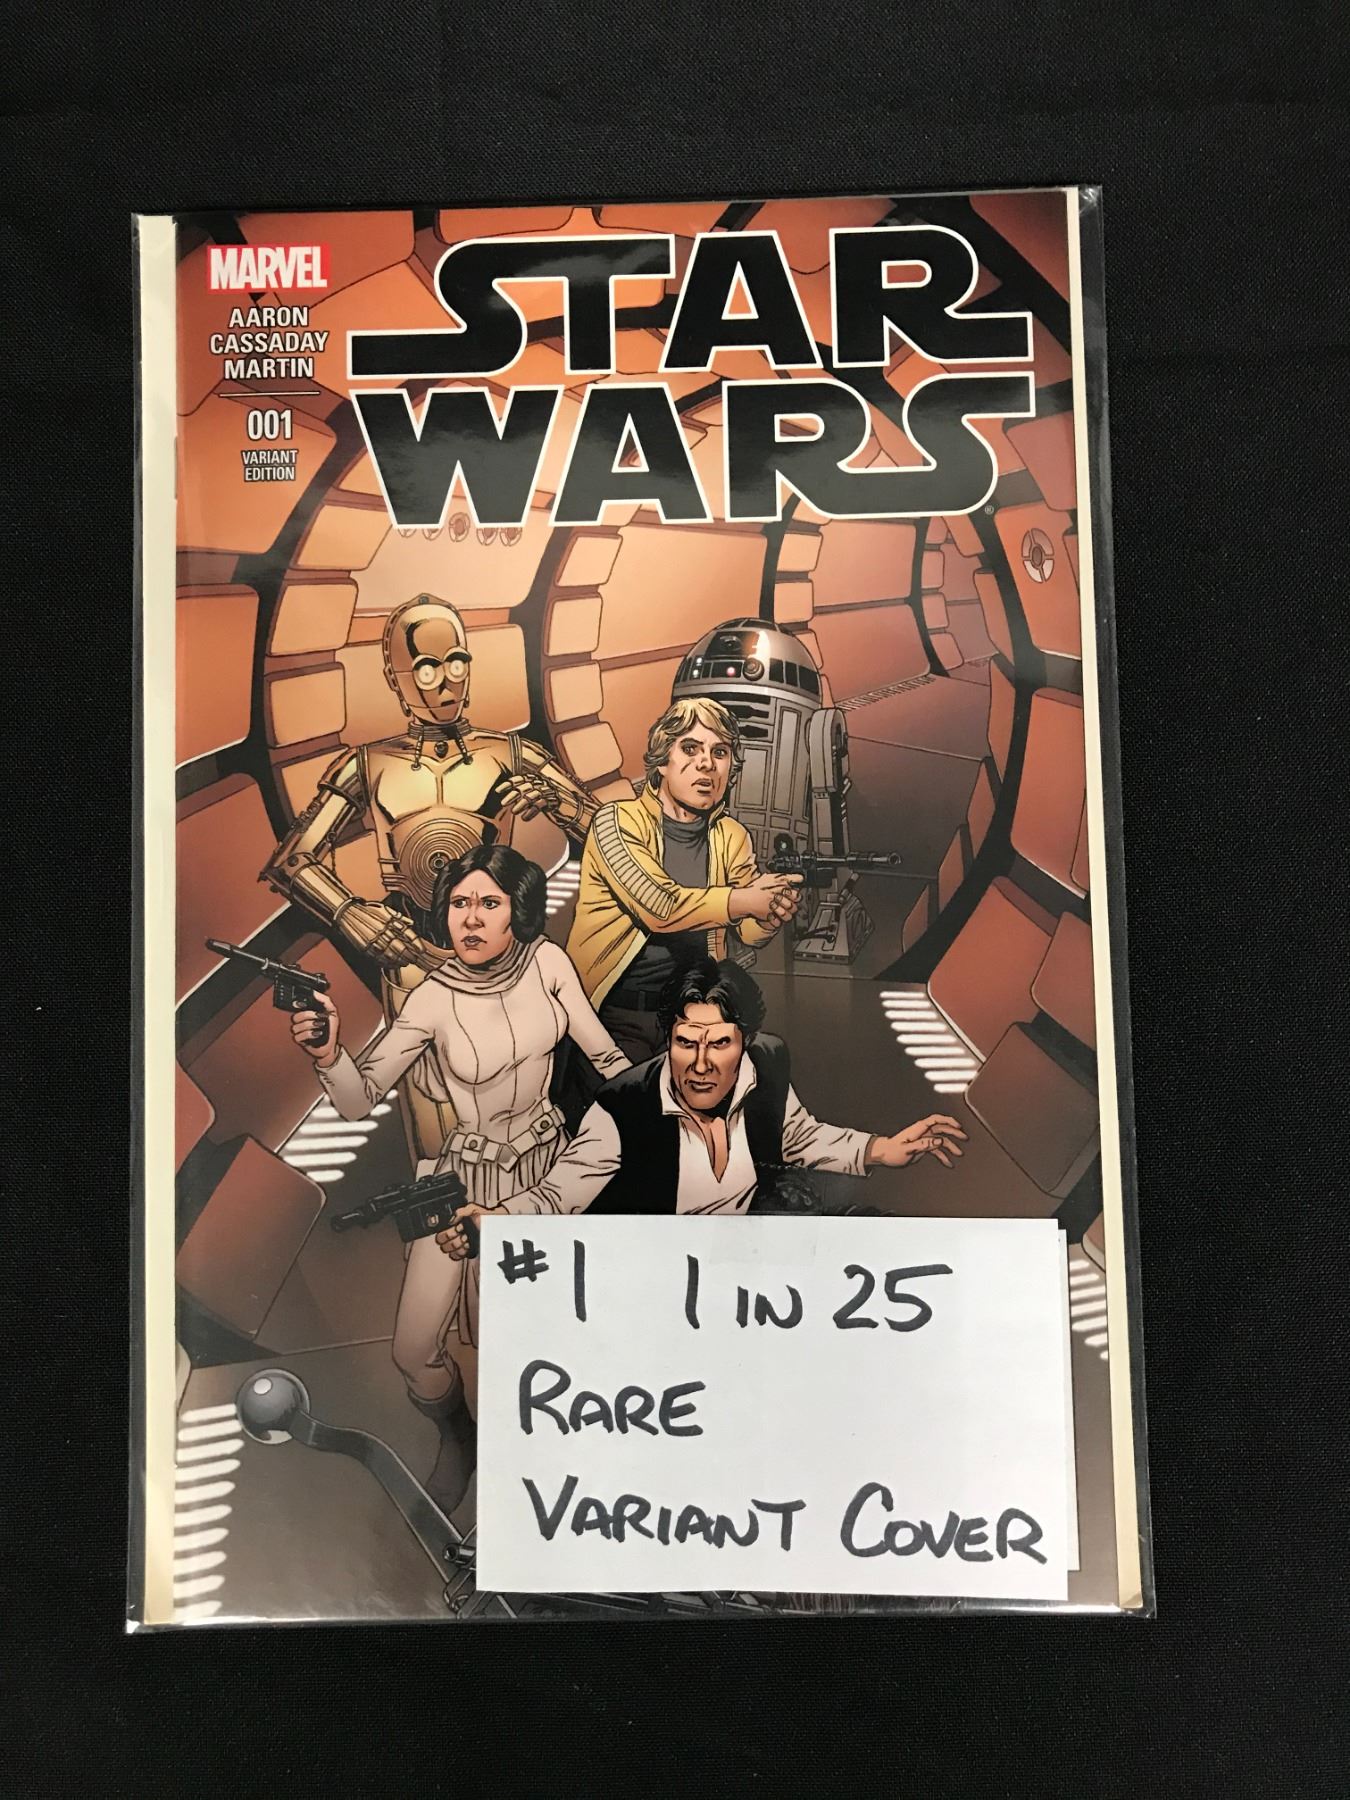 MARVEL
AARON
CASSADAY
MARTIN
001
VARIANT
EDITION
STAR
WARS®
#1 1 IN 25
RARE
VARIANT COVER